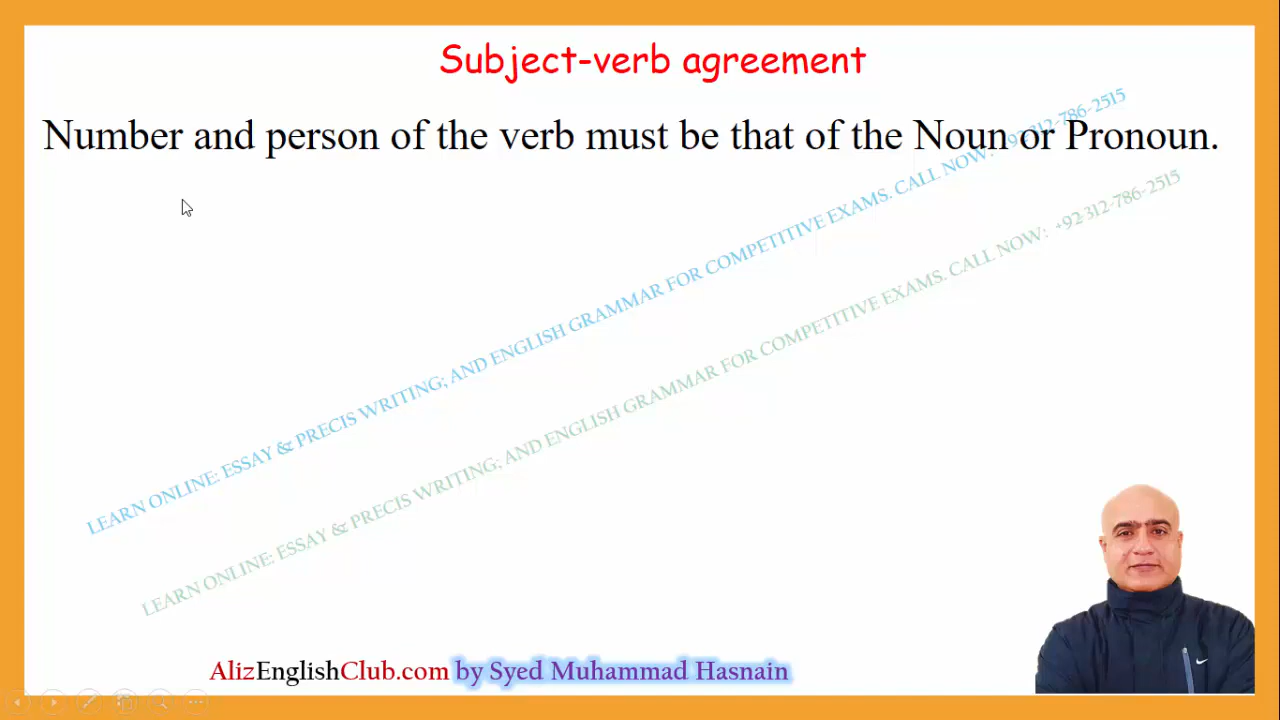 Subject-verb agreement
Number and person of the verb must be that of the Noun or Pronoun.
LEARN ONLINE: ESSAY & PRECIS WRITING; AND ENGLISH GRAMMAR FOR COMPETITIVE EXAMS. CALL NOW: +92-312-786-2515
LEARN ONLINE: ESSAY & PRECIS WRITING; AND ENGLISH GRAMMAR FOR COMPETITIVE EXAMS. CALL NOW: +92-312-786-2515
AlizEnglishClub.com by Syed Muhammad Hasnain